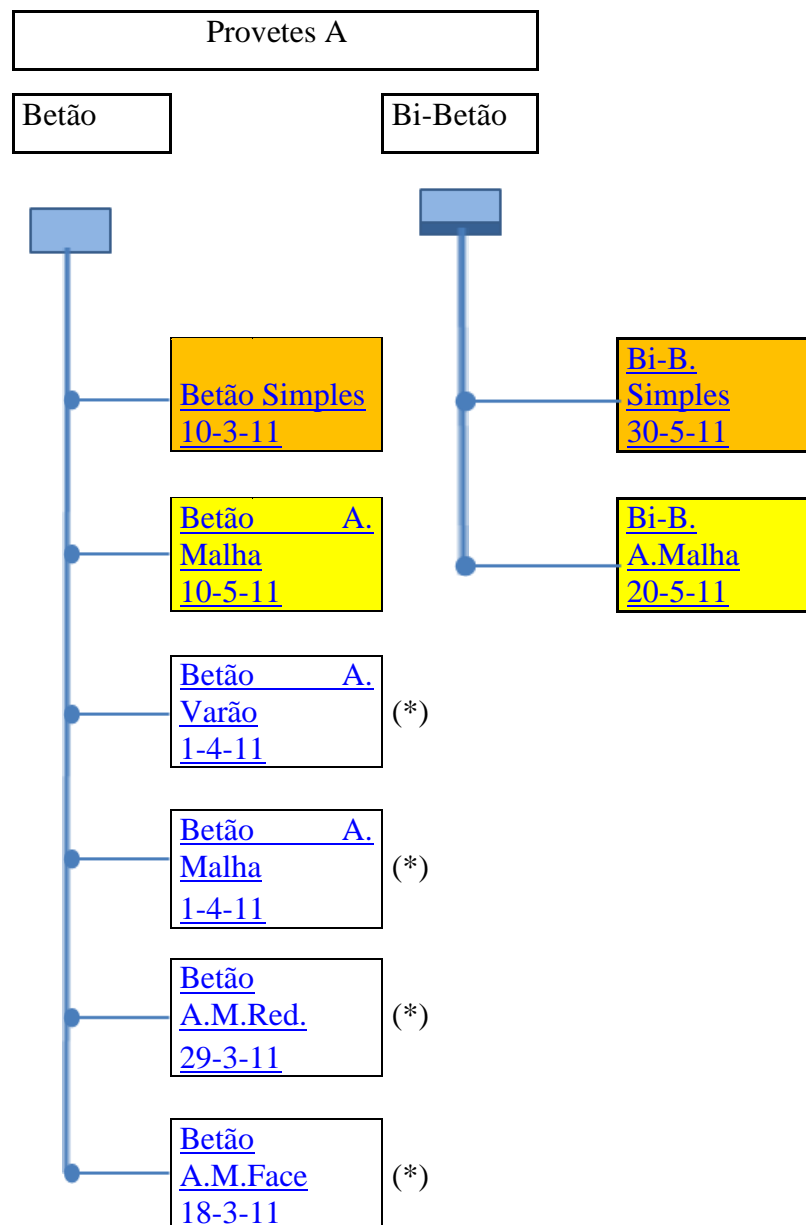 Provetes A
Betão
Bi-Betão
Betão Simples
10-3-11
Bi-B.
Simples
30-5-11
Betão A.
Malha
10-5-11
Bi-B.
A.Malha
20-5-11
Betão A.
Varão
1-4-11
(*)
Betão A.
Malha
1-4-11
(*)
Betão
A.M.Red.
29-3-11
(*)
Betão
A.M.Face
18-3-11
(*)